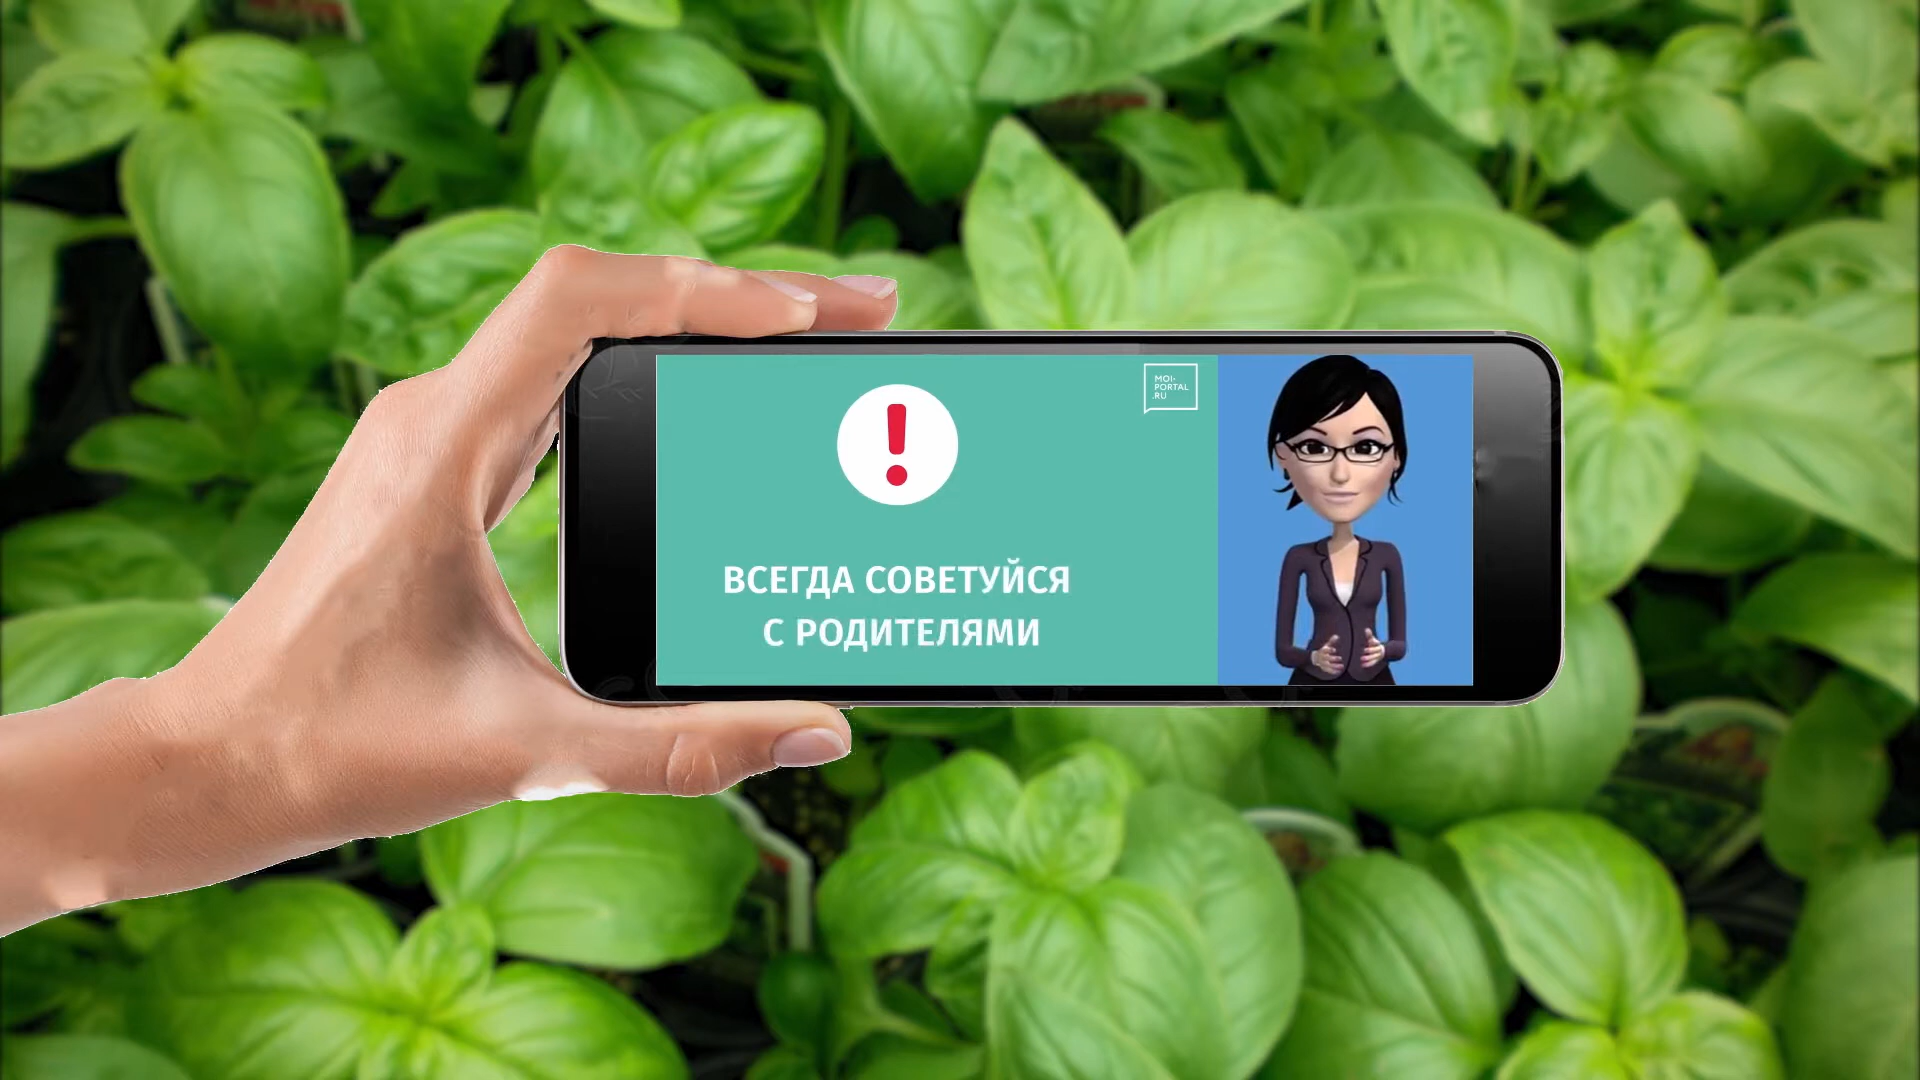 MOI-
PORTAL
.RU
ВСЕГДА СОВЕТУЙСЯ
С РОДИТЕЛЯМИ